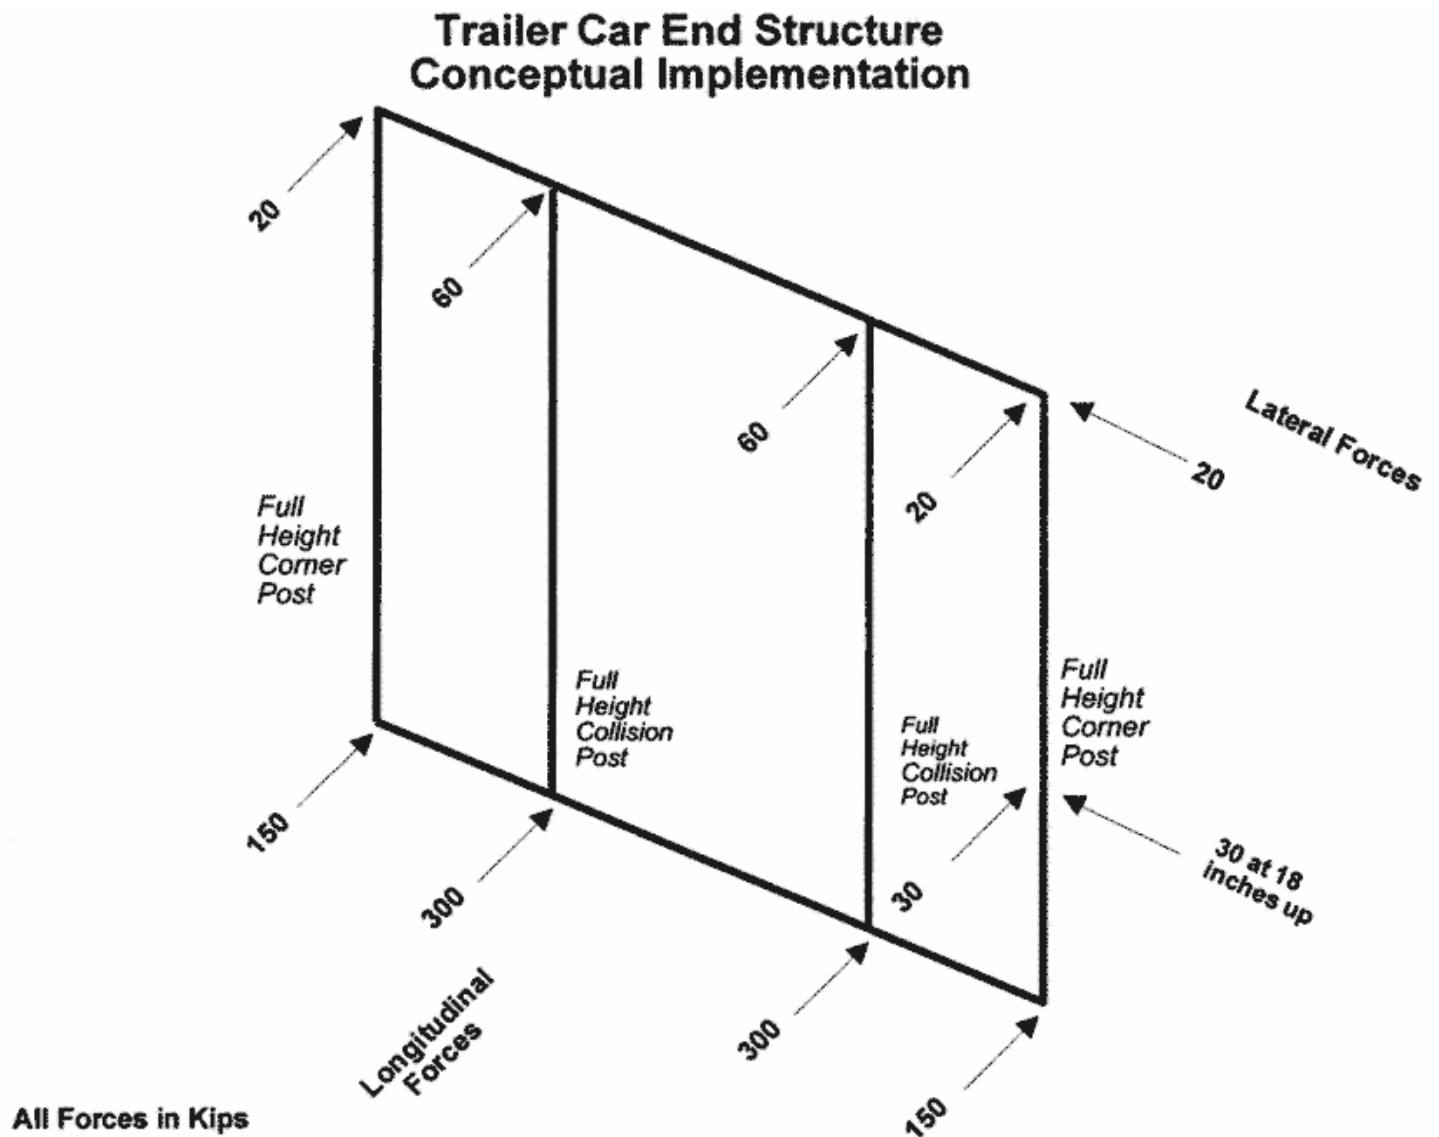 Trailer Car End Structure
Conceptual Implementation
20
60
60
20
20
Lateral Forces
Full
Height
Corner
Post
Full
Height
Collision
Post
Full
Height
Collision
Post
Full
Height
Corner
Post
150
300
30
30 at 18
inches up
Longitudinal
Forces
300
150
All Forces in Kips